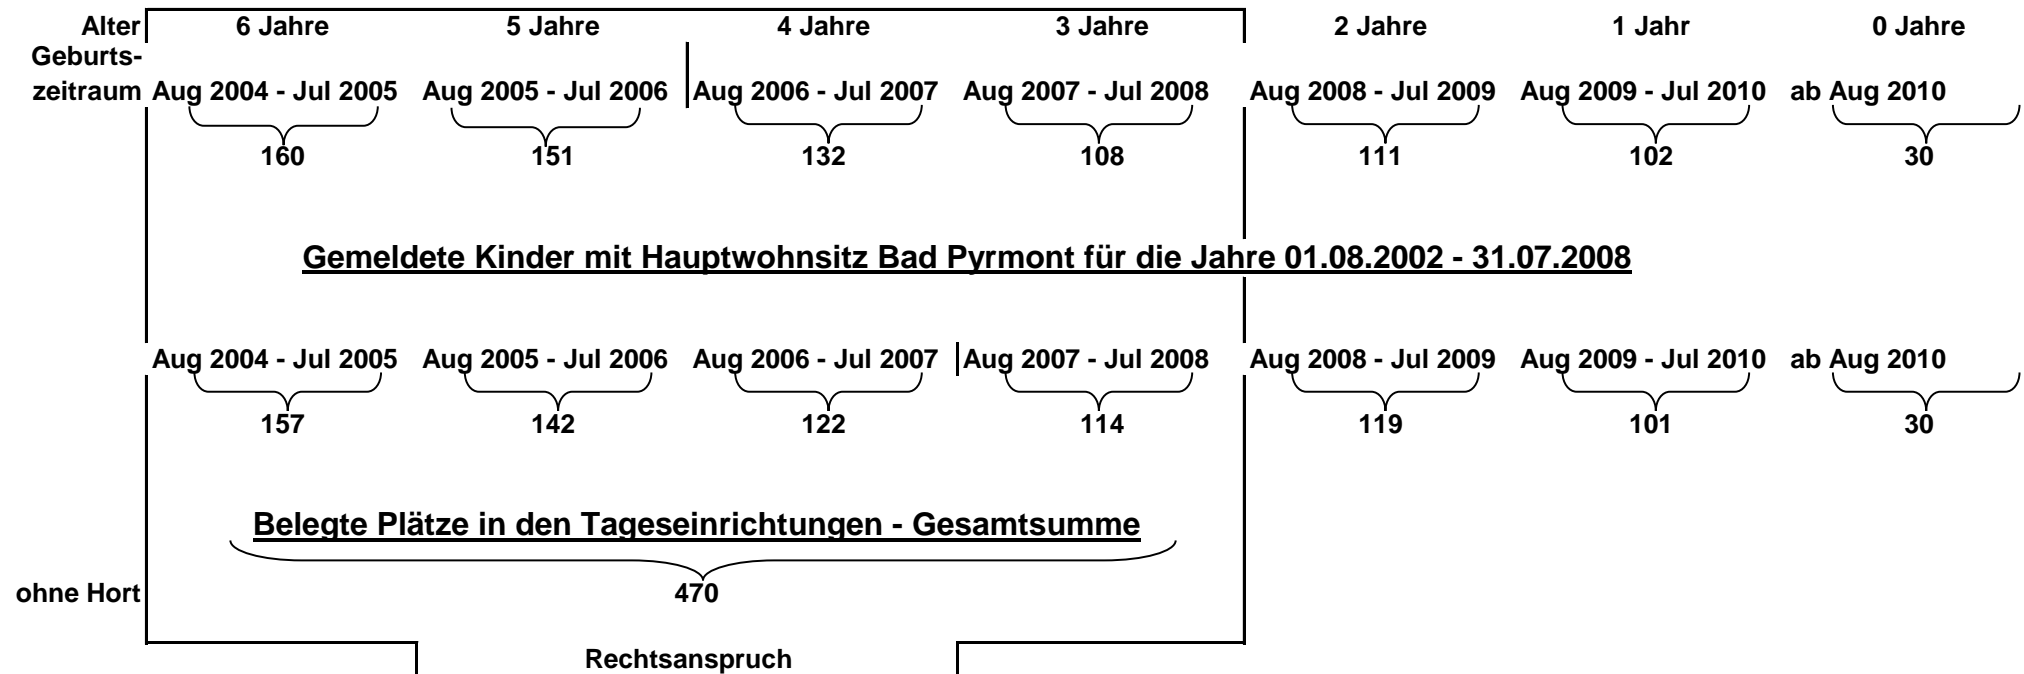 Alter 6 Jahre 5 Jahre 4 Jahre 3 Jahre 2 Jahre 1 Jahr 0 Jahre
Geburts-
zeitraum Aug 2004 - Jul 2005 Aug 2005 - Jul 2006 Aug 2006 - Jul 2007 Aug 2007 - Jul 2008 Aug 2008 - Jul 2009 Aug 2009 - Jul 2010 ab Aug 2010
160 151 132 108 111 102 30
Gemeldete Kinder mit Hauptwohnsitz Bad Pyrmont für die Jahre 01.08.2002 - 31.07.2008
Aug 2004 - Jul 2005 Aug 2005 - Jul 2006 Aug 2006 - Jul 2007 Aug 2007 - Jul 2008 Aug 2008 - Jul 2009 Aug 2009 - Jul 2010 ab Aug 2010
157 142 122 114 119 101 30
Belegte Plätze in den Tageseinrichtungen - Gesamtsumme
ohne Hort 470
Rechtsanspruch